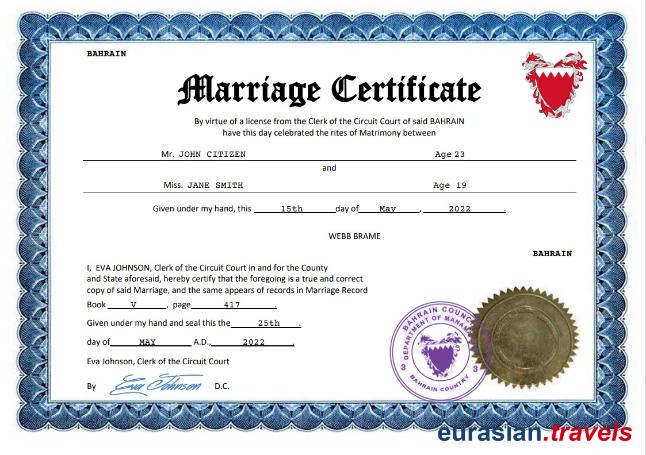 BAHRAIN
Marriage Certificate
By virtue of a license from the Clerk of the Circuit Court of said BAHRAIN
have this day celebrated the rites of Matrimony between
Mr. JOHN CITIZEN Age 23
and
Miss. JANE SMITH Age 19
Given under my hand, this 15th day of May, 2022.
WEBB BRAME
BAHRAIN
I, EVA JOHNSON, Clerk of the Circuit Court in and for the County
and State aforesaid, hereby certify that the foregoing is a true and correct
copy of said Marriage, and the same appears of records in Marriage Record
Book V, page 417.
Given under my hand and seal this the 25th.
day of MAY A.D., 2022.
Eva Johnson, Clerk of the Circuit Court
By Eva Johnson D.C.
BAHRAIN COUNC
DEPARTMENT OF MANA
3 3 3
BAHRAIN COUNTRY
eurasian.travels